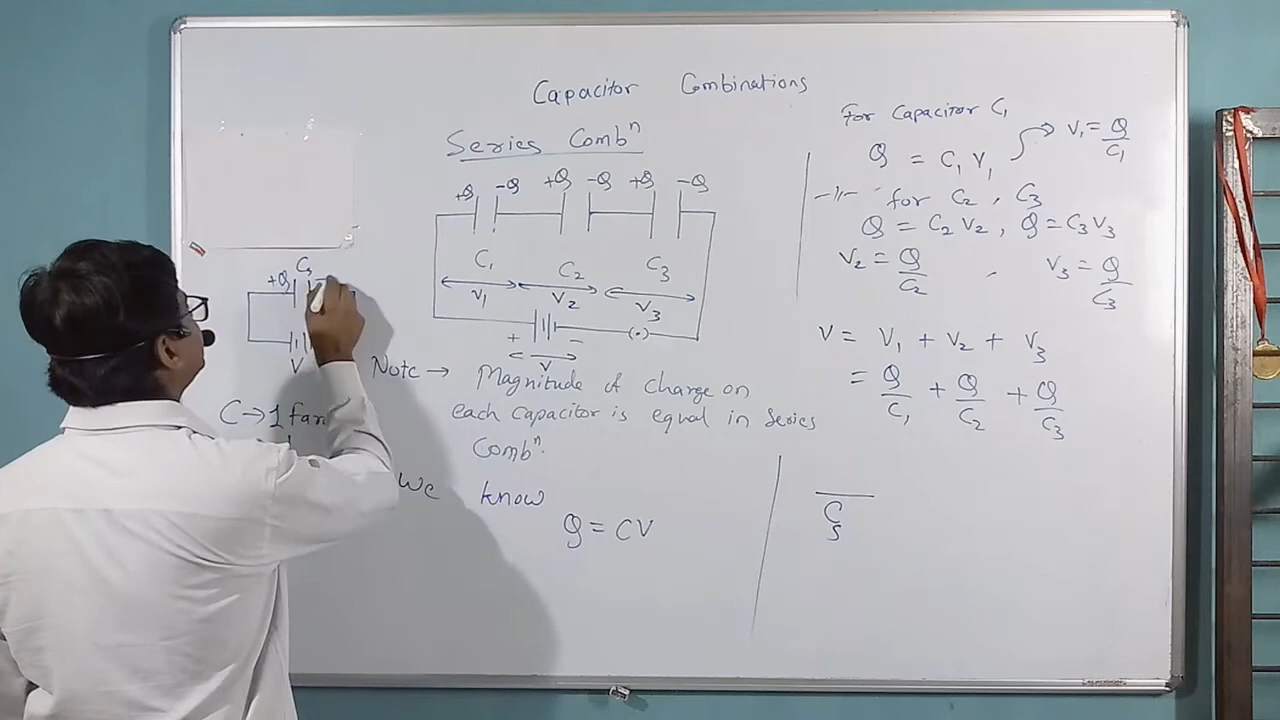 Capacitor Combinations
Series Combⁿ
+Q -Q +Q -Q +Q -Q
C₁ C₂ C₃
V₁ V₂ V₃
+ -
V
Note → Magnitude of charge on
each Capacitor is equal in Series
Combⁿ.
we know
Q = CV
+Q
V
C → 1 far
For Capacitor C₁
Q = C₁ V₁ V₁ = Q/C₁
-11- for C₂, C₃
Q = C₂ V₂, Q = C₃ V₃
V₂ = Q/C₂ , V₃ = Q/C₃
V = V₁ + V₂ + V₃
= Q/C₁ + Q/C₂ + Q/C₃
Cₛ